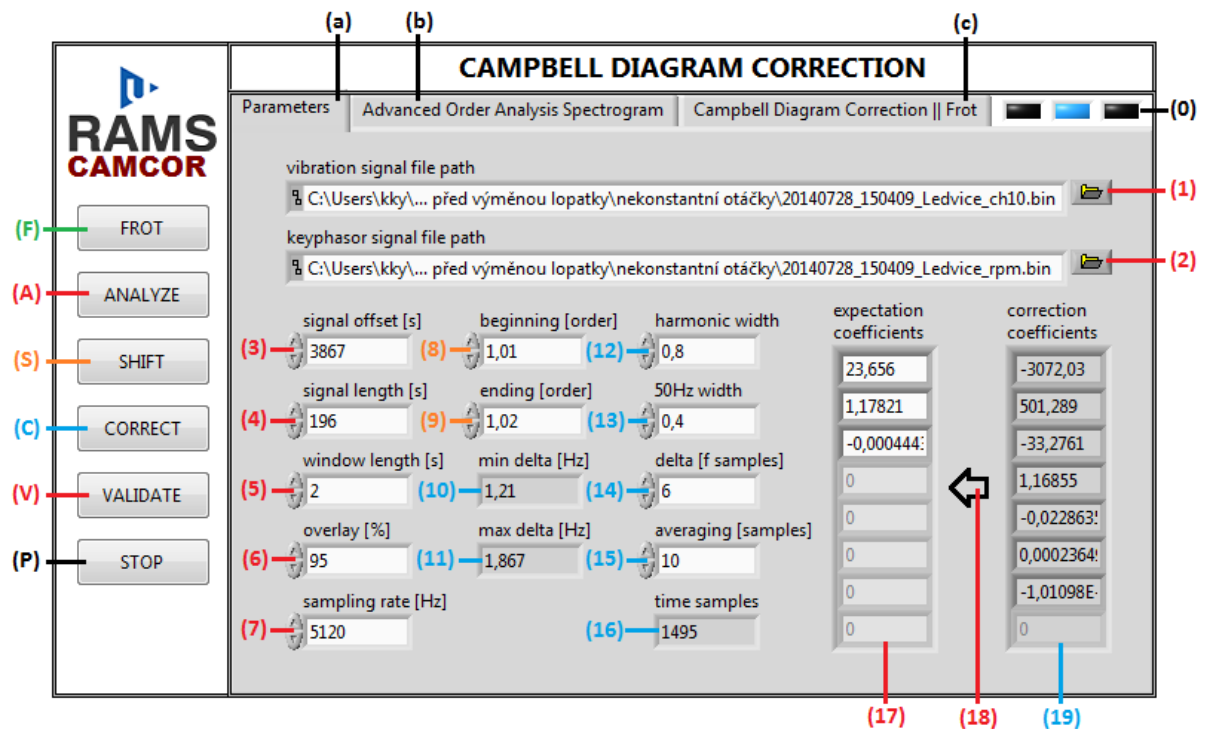 (a) (b) (c)
CAMPBELL DIAGRAM CORRECTION
Parameters Advanced Order Analysis Spectrogram Campbell Diagram Correction || Frot (0)
RAMS
CAMCOR
vibration signal file path
C:\Users\kky\... před výměnou lopatky\nekonstantní otáčky\20140728_150409_Ledvice_ch10.bin (1)
keyphasor signal file path
C:\Users\kky\... před výměnou lopatky\nekonstantní otáčky\20140728_150409_Ledvice_rpm.bin (2)
(F) FROT
(A) ANALYZE
(S) SHIFT
(C) CORRECT
(V) VALIDATE
(P) STOP
signal offset [s] beginning [order] harmonic width
(3) 3867 (8) 1,01 (12) 0,8
signal length [s] ending [order] 50Hz width
(4) 196 (9) 1,02 (13) 0,4
window length [s] min delta [Hz] delta [f samples]
(5) 2 (10) 1,21 (14) 6
overlay [%] max delta [Hz] averaging [samples]
(6) 95 (11) 1,867 (15) 10
sampling rate [Hz] time samples
(7) 5120 (16) 1495
expectation
coefficients
23,656
1,17821
-0,000444
0
0
0
0
0
(17)
(18)
correction
coefficients
-3072,03
501,289
-33,2761
1,16855
-0,022863
0,0002364
-1,01098E-
0
(19)